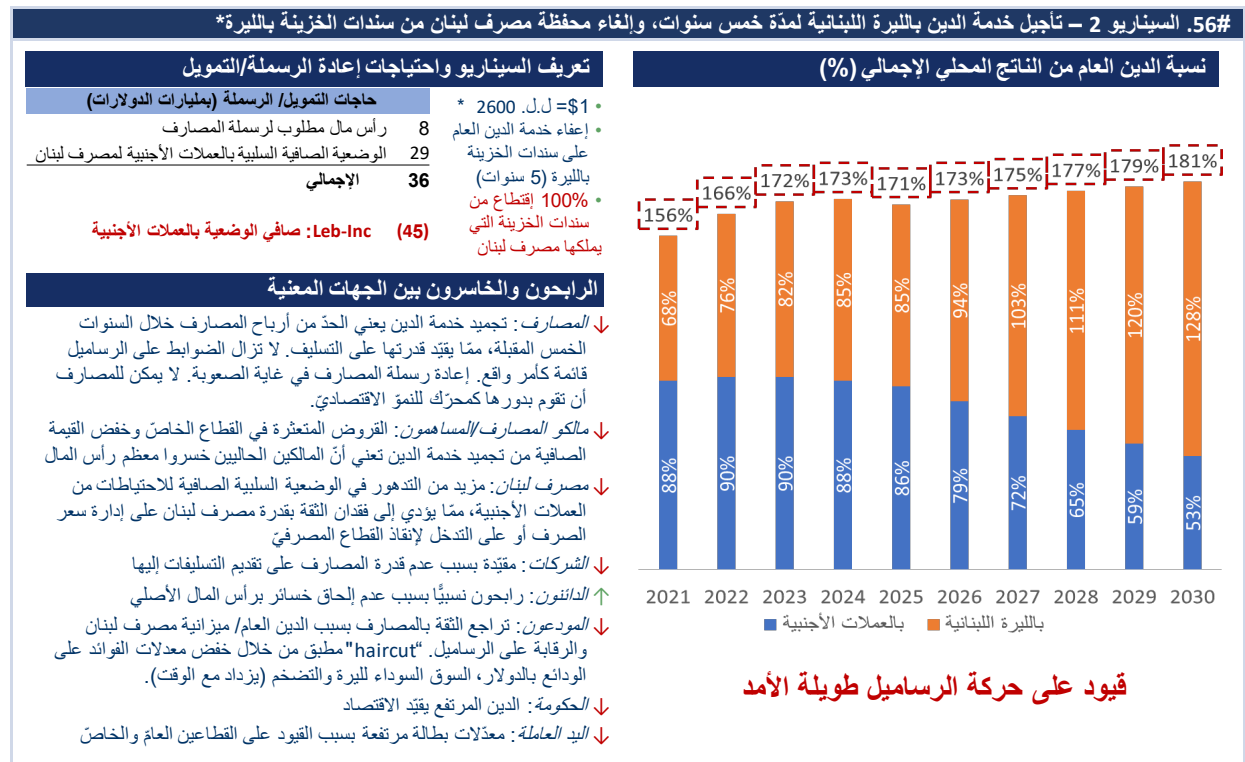 #56. السيناريو 2 – تأجيل خدمة الدين بالليرة اللبنانية لمدّة خمس سنوات، وإلغاء محفظة مصرف لبنان من سندات الخزينة بالليرة*
نسبة الدين العام من الناتج المحلي الإجمالي (%)
156%
166%
172%
173%
171%
173%
175%
177%
179%
181%
68%
76%
82%
85%
85%
94%
103%
111%
120%
128%
88%
90%
90%
88%
86%
79%
72%
65%
59%
53%
2021 2022 2023 2024 2025 2026 2027 2028 2029 2030
بالعملات الأجنبية
بالليرة اللبنانية
قيود على حركة الرساميل طويلة الأمد
تعريف السيناريو واحتياجات إعادة الرسملة/التمويل
• 1$= ل.ل. 2600 *
• إعفاء خدمة الدين العام
على سندات الخزينة
بالليرة (5 سنوات)
• 100% إقتطاع من
سندات الخزينة التي
يملكها مصرف لبنان
حاجات التمويل/ الرسملة (بمليارات الدولارات)
8 رأس مال مطلوب لرسملة المصارف
29 الوضعية الصافية السلبية بالعملات الأجنبية لمصرف لبنان
36 الإجمالي
(45) Leb-Inc: صافي الوضعية بالعملات الأجنبية
الرابحون والخاسرون بين الجهات المعنية
↓ المصارف: تجميد خدمة الدين يعني الحدّ من أرباح المصارف خلال السنوات
الخمس المقبلة، ممّا يقيّد قدرتها على التسليف. لا تزال الضوابط على الرساميل
قائمة كأمر واقع. إعادة رسملة المصارف في غاية الصعوبة. لا يمكن للمصارف
أن تقوم بدورها كمحرّك للنموّ الاقتصاديّ.
↓ مالكو المصارف/المساهمون: القروض المتعثرة في القطاع الخاصّ وخفض القيمة
الصافية من تجميد خدمة الدين تعني أنّ المالكين الحاليين خسروا معظم رأس المال
↓ مصرف لبنان: مزيد من التدهور في الوضعية السلبية الصافية للاحتياطات من
العملات الأجنبية، ممّا يؤدي إلى فقدان الثقة بقدرة مصرف لبنان على إدارة سعر
الصرف أو على التدخل لإنقاذ القطاع المصرفيّ
↓ الشركات: مقيّدة بسبب عدم قدرة المصارف على تقديم التسليفات إليها
↑ الدائنون: رابحون نسبيًّا بسبب عدم إلحاق خسائر برأس المال الأصلي
↓ المودعون: تراجع الثقة بالمصارف بسبب الدين العام/ ميزانية مصرف لبنان
والرقابة على الرساميل. “haircut" مطبق من خلال خفض معدلات الفوائد على
الودائع بالدولار، السوق السوداء لليرة والتضخم (يزداد مع الوقت).
↓ الحكومة: الدين المرتفع يقيّد الاقتصاد
↓ اليد العاملة: معدّلات بطالة مرتفعة بسبب القيود على القطاعين العامّ والخاصّ